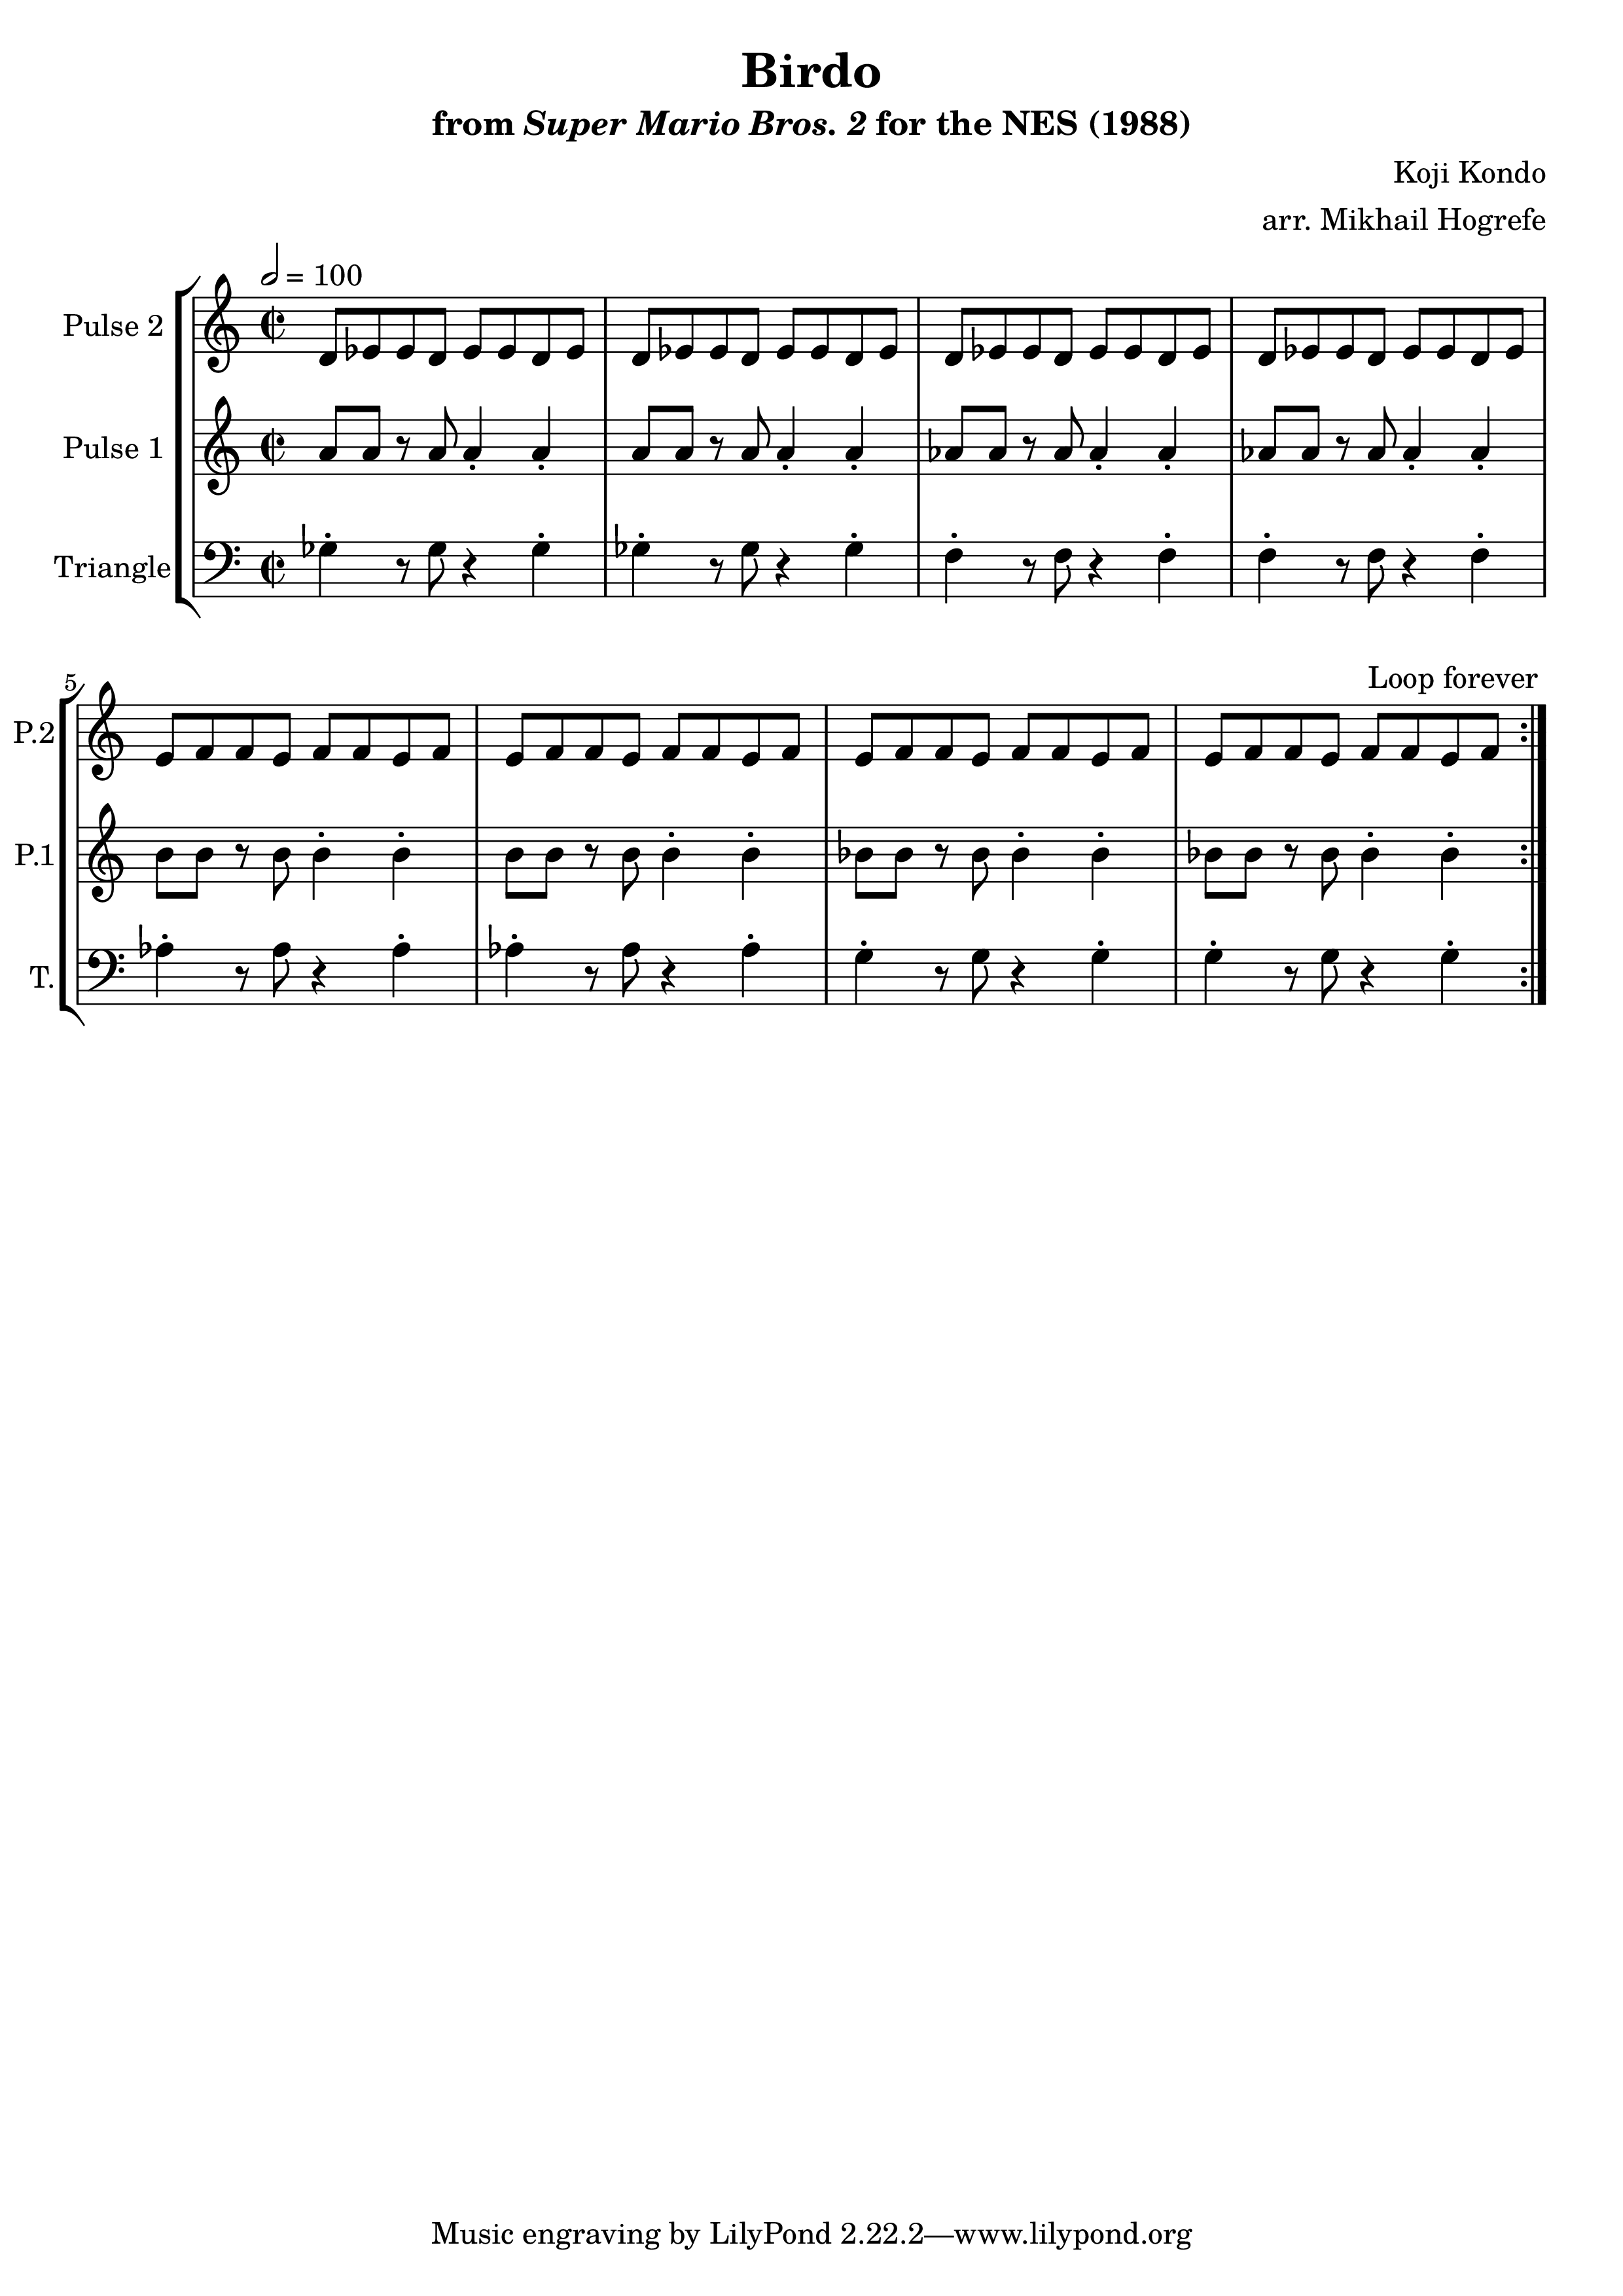 Birdo
from Super Mario Bros. 2 for the NES (1988)
Koji Kondo
arr. Mikhail Hogrefe
= 100
Pulse 2
Pulse 1
Triangle
5
Loop forever
P.2
P.1
T.
Music engraving by LilyPond 2.22.2—www.lilypond.org